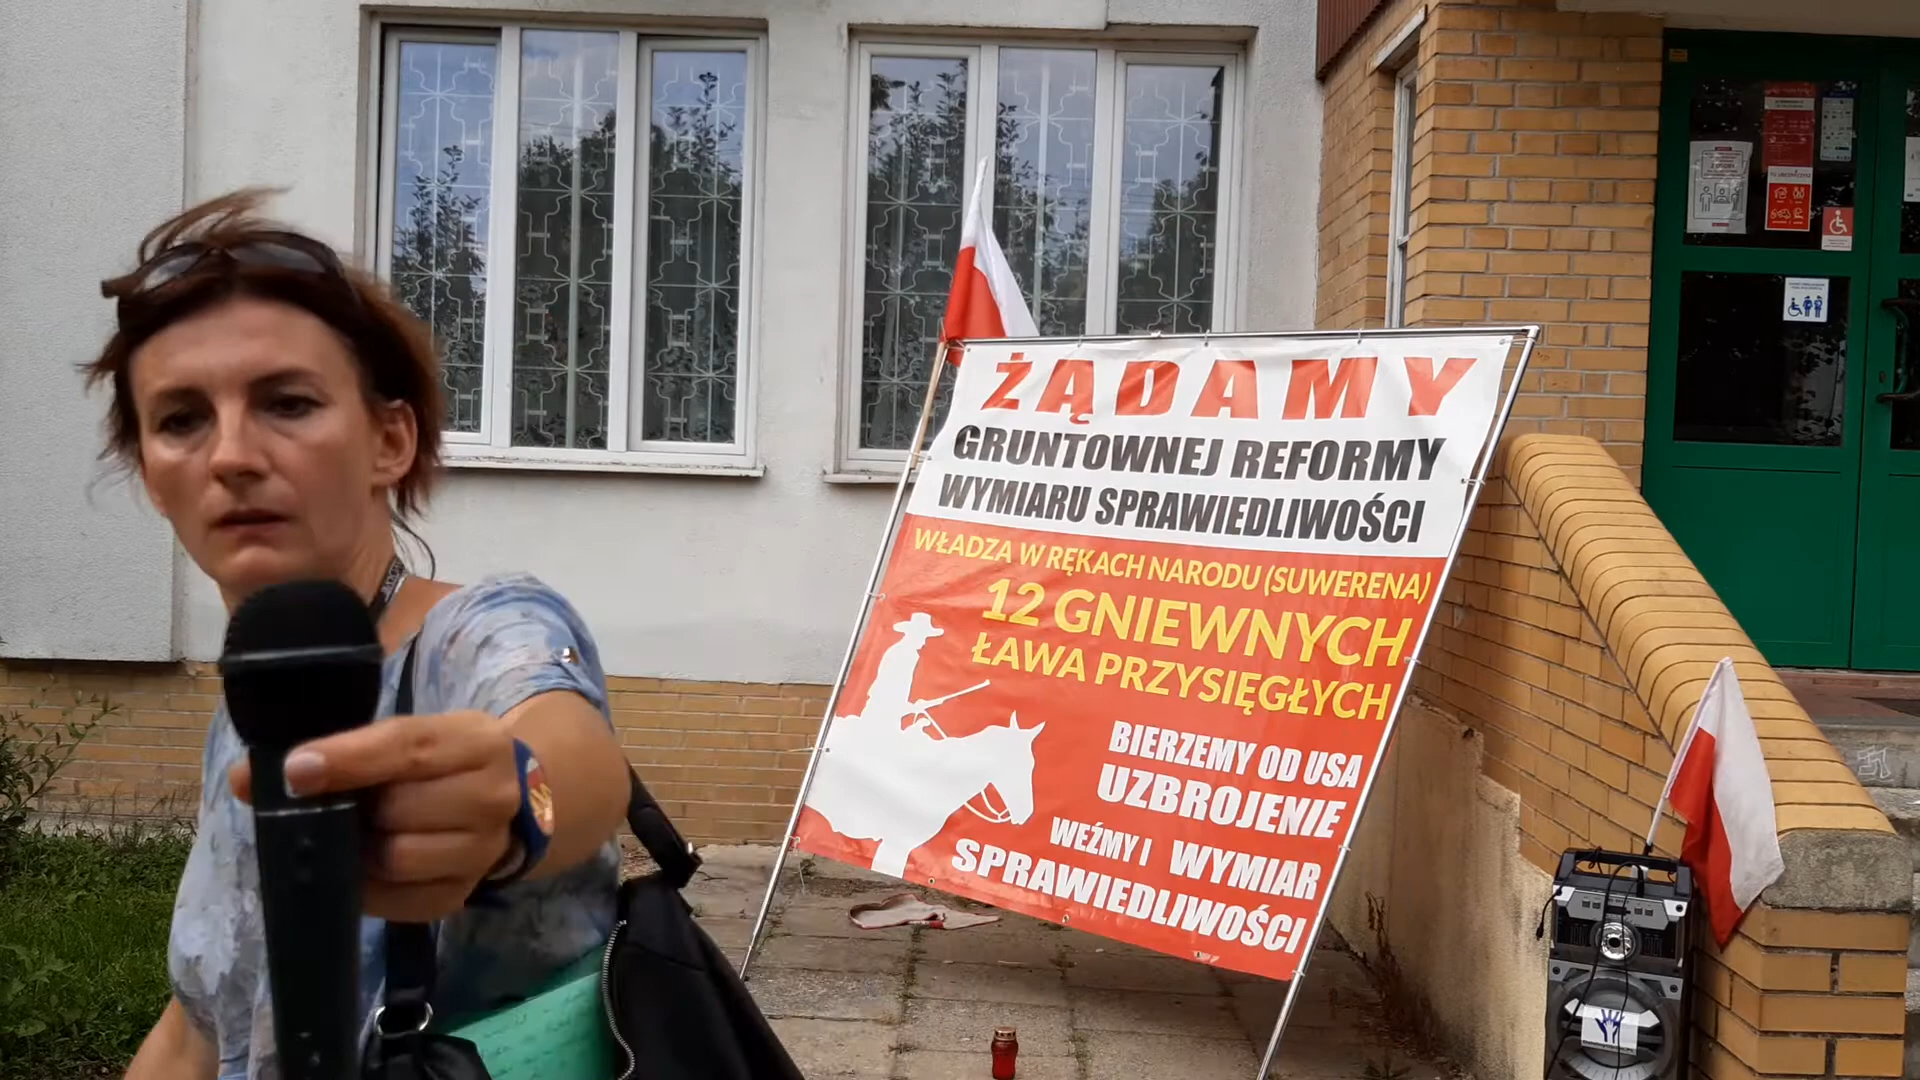 ŻĄDAMY
GRUNTOWNEJ REFORMY
WYMIARU SPRAWIEDLIWOŚCI
WŁADZA W RĘKACH NARODU (SUWERENA)
12 GNIEWNYCH
ŁAWA PRZYSIĘGŁYCH
BIERZEMY OD USA
UZBROJENIE
WEŹMY I WYMIAR
SPRAWIEDLIWOŚCI